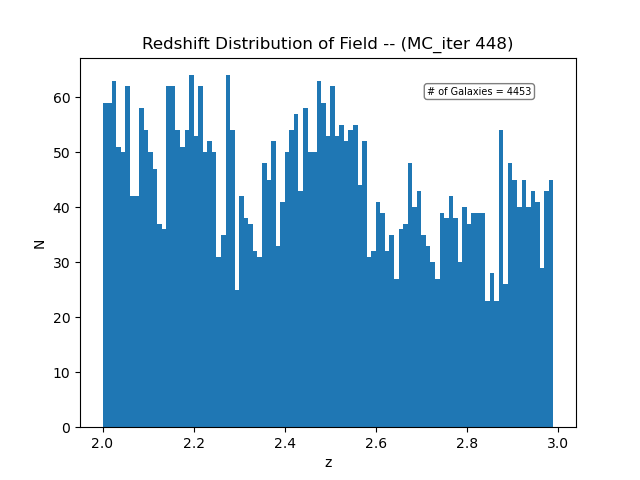 Redshift Distribution of Field -- (MC_iter 448)
# of Galaxies = 4453
60
50
40
30
20
10
0
N
2.0 2.2 2.4 2.6 2.8 3.0
z